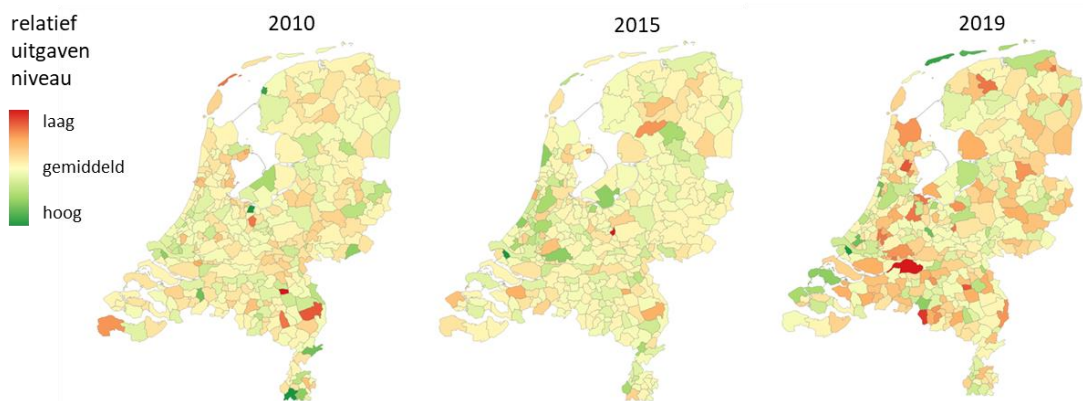 relatief
uitgaven
niveau
laag
gemiddeld
hoog
2010
2015
2019